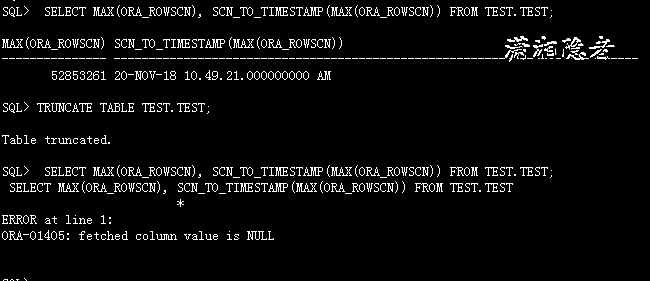 SQL>  SELECT MAX(ORA_ROWSCN), SCN_TO_TIMESTAMP(MAX(ORA_ROWSCN)) FROM TEST.TEST;
MAX(ORA_ROWSCN) SCN_TO_TIMESTAMP(MAX(ORA_ROWSCN))
--------------- ---------------------------------------------------------------------------
潇湘隐者
       52853261 20-NOV-18 10.49.21.000000000 AM
SQL> TRUNCATE TABLE TEST.TEST;
Table truncated.
SQL>  SELECT MAX(ORA_ROWSCN), SCN_TO_TIMESTAMP(MAX(ORA_ROWSCN)) FROM TEST.TEST;
 SELECT MAX(ORA_ROWSCN), SCN_TO_TIMESTAMP(MAX(ORA_ROWSCN)) FROM TEST.TEST
                         *
ERROR at line 1:
ORA-01405: fetched column value is NULL
SQL>